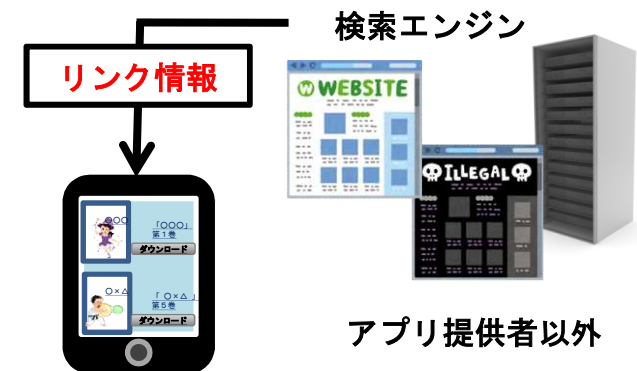 検索エンジン
リンク情報
WEBSITE
ILLEGAL
〇〇〇
「〇〇〇」
第1巻
ダウンロード
〇×△
「 〇×△ 」
第5巻
ダウンロード
アプリ提供者以外